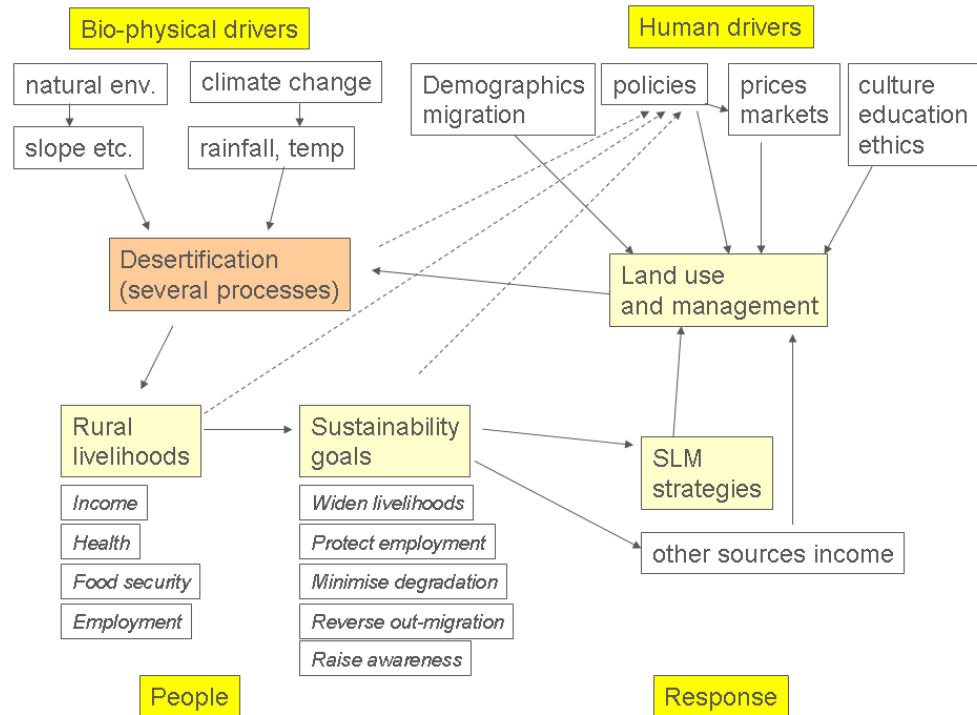 Bio-physical drivers
Human drivers
natural env.
climate change
Demographics
migration
policies
prices
markets
culture
education
ethics
slope etc.
rainfall, temp
Desertification
(several processes)
Land use
and management
Rural
livelihoods
Sustainability
goals
SLM
strategies
Income
Health
Food security
Employment
Widen livelihoods
Protect employment
Minimise degradation
Reverse out-migration
Raise awareness
other sources income
People
Response